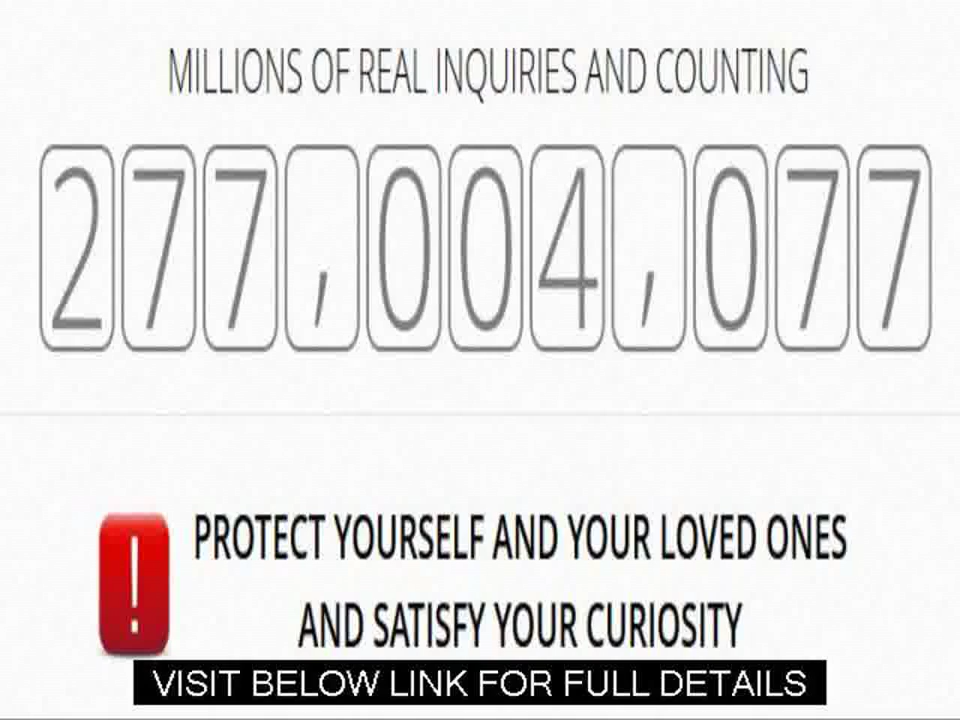 MILLIONS OF REAL INQUIRIES AND COUNTING
277,004,077
! PROTECT YOURSELF AND YOUR LOVED ONES
AND SATISFY YOUR CURIOSITY
VISIT BELOW LINK FOR FULL DETAILS